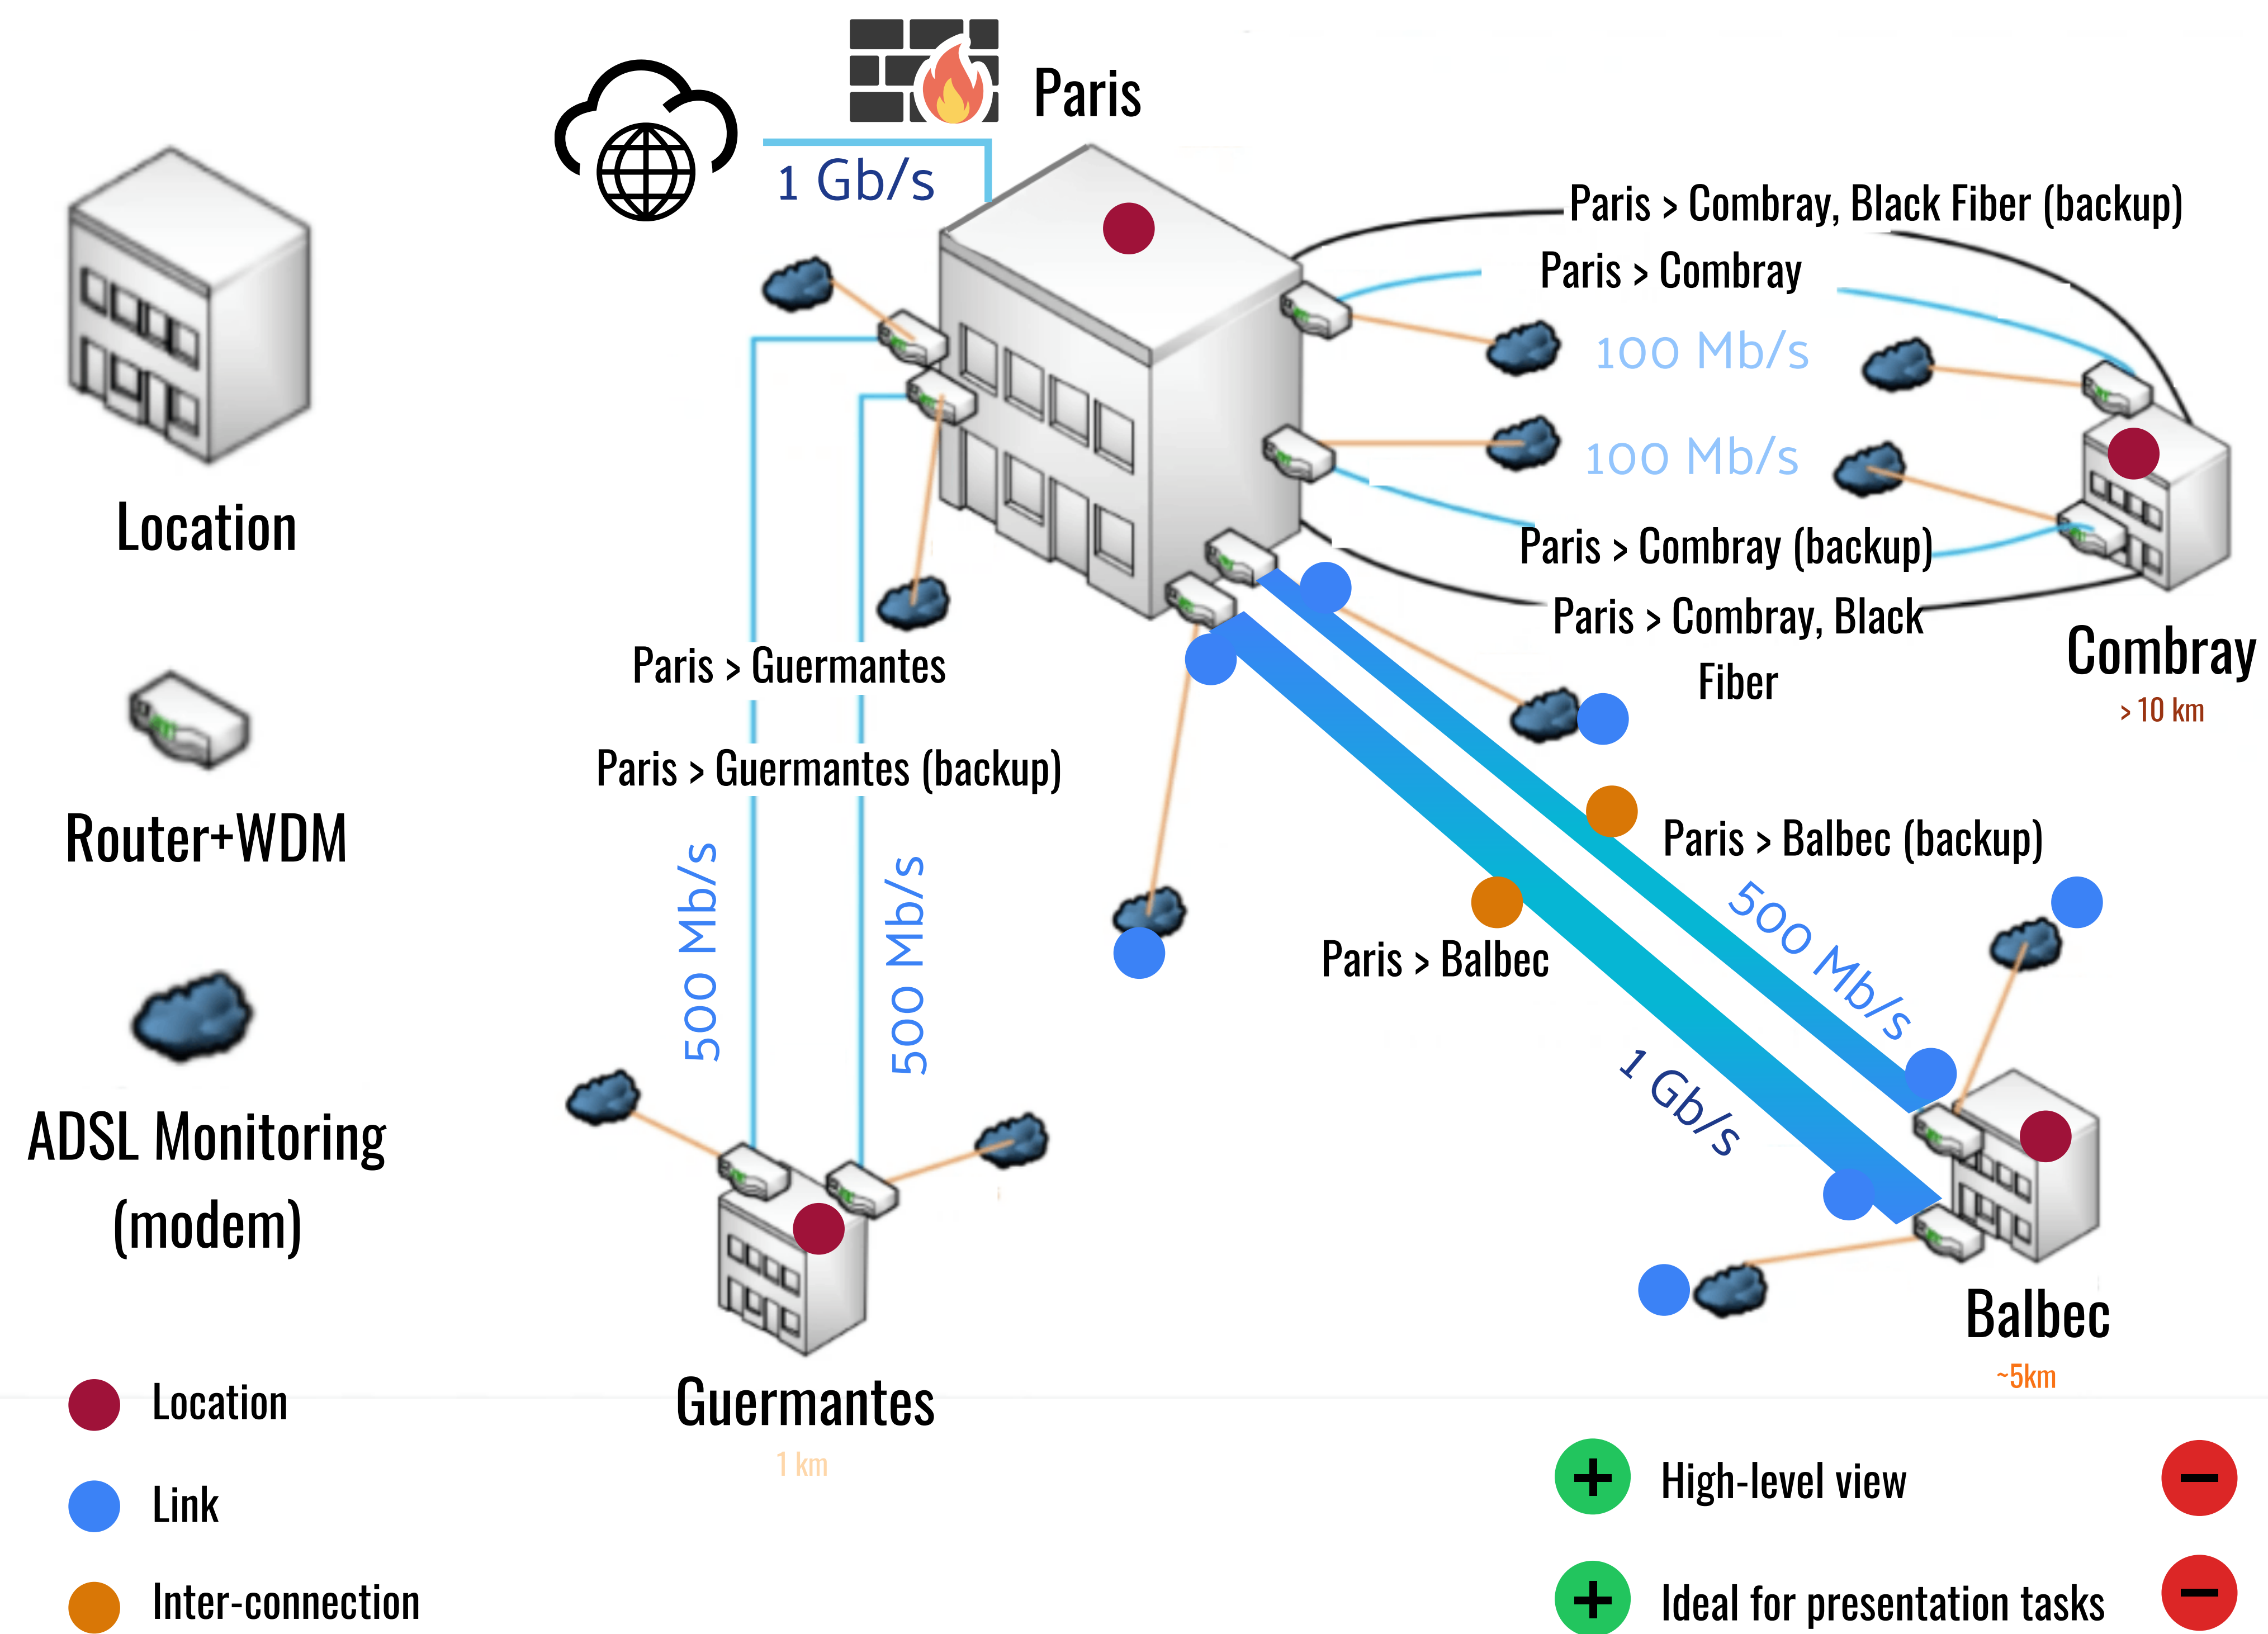 Paris
1 Gb/s
Paris > Combray, Black Fiber (backup)
Paris > Combray
100 Mb/s
100 Mb/s
Paris > Combray (backup)
Paris > Combray, Black
Fiber
Combray
> 10 km
Location
Router+WDM
ADSL Monitoring
(modem)
Paris > Guermantes
Paris > Guermantes (backup)
500 Mb/s
500 Mb/s
Paris > Balbec (backup)
500 Mb/s
Paris > Balbec
1 Gb/s
Balbec
~5km
Guermantes
1 km
Location
Link
Inter-connection
High-level view
Ideal for presentation tasks